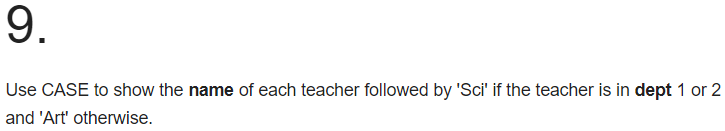 9.
Use CASE to show the name of each teacher followed by 'Sci' if the teacher is in dept 1 or 2
and 'Art' otherwise.